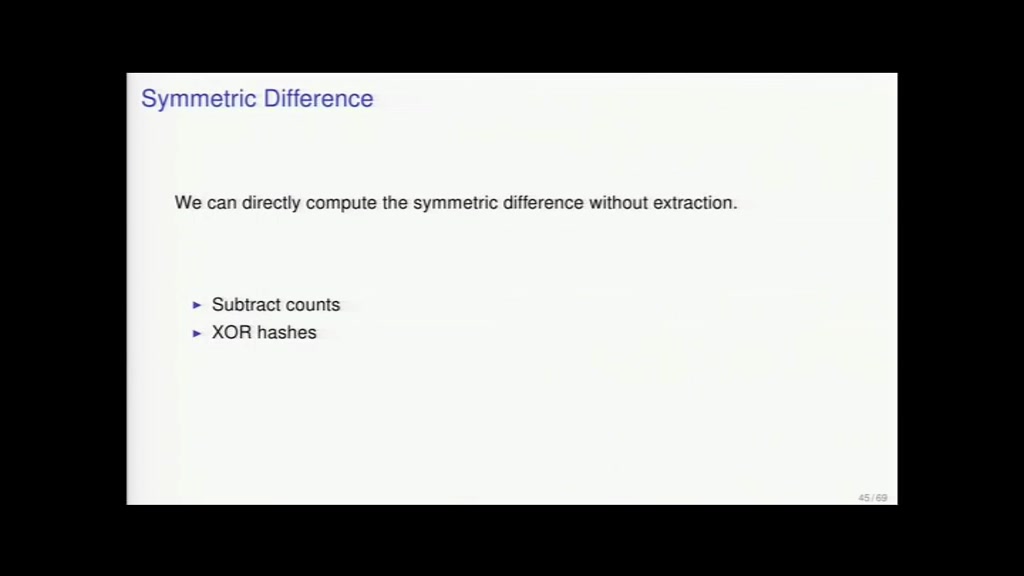 Symmetric Difference
We can directly compute the symmetric difference without extraction.
► Subtract counts
► XOR hashes
45/69